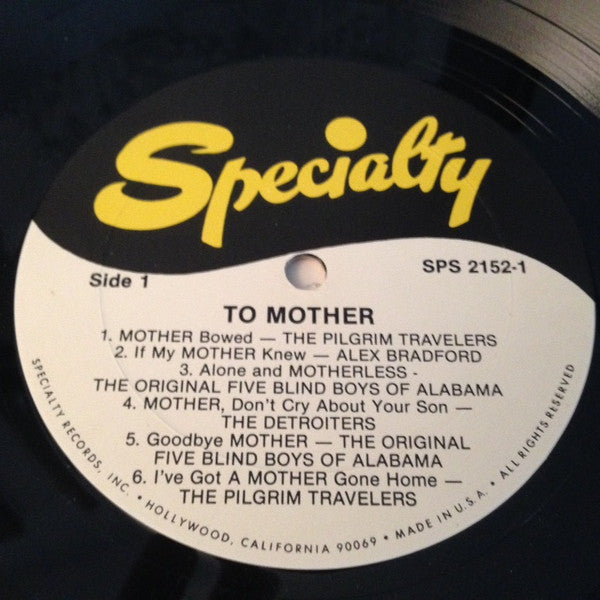 Specialty
Side 1
SPS 2152-1
TO MOTHER
1. MOTHER Bowed — THE PILGRIM TRAVELERS
2. If My MOTHER Knew — ALEX BRADFORD
3. Alone and MOTHERLESS -
THE ORIGINAL FIVE BLIND BOYS OF ALABAMA
4. MOTHER, Don't Cry About Your Son —
THE DETROITERS
5. Goodbye MOTHER — THE ORIGINAL
FIVE BLIND BOYS OF ALABAMA
6. I've Got A MOTHER Gone Home —
THE PILGRIM TRAVELERS
SPECIALTY RECORDS, INC. • HOLLYWOOD, CALIFORNIA 90069 • MADE IN U.S.A. • ALL RIGHTS RESERVED